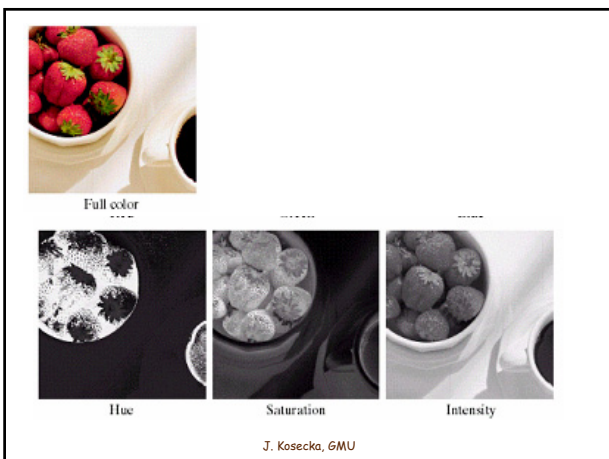 Full color
Hue Saturation Intensity
J. Kosecka, GMU